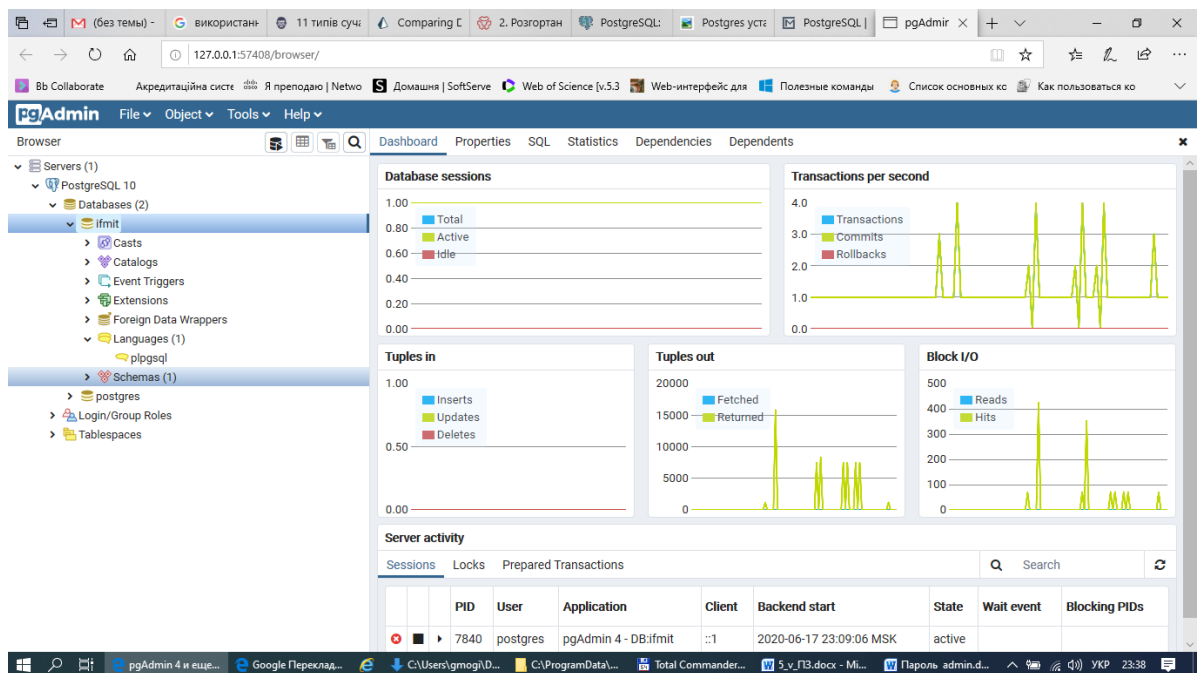 (без темы) - використанн 11 типів суча Comparing D 2. Розгортан PostgreSQL: Postgres уста PostgreSQL | pgAdmir
127.0.0.1:57408/browser/
Bb Collaborate Акредитаційна систе Я преподаю | Netwo Домашня | SoftServe Web of Science [v.5.3 Web-интерфейс для Полезные команды Список основных ко Как пользоваться ко
pgAdmin File Object Tools Help
Browser
Dashboard Properties SQL Statistics Dependencies Dependents
Servers (1)
PostgreSQL 10
Databases (2)
ifmit
Casts
Catalogs
Event Triggers
Extensions
Foreign Data Wrappers
Languages (1)
plpgsql
Schemas (1)
postgres
Login/Group Roles
Tablespaces
Database sessions
1.00
0.80
0.60
0.40
0.20
0.00
Total
Active
Idle
Transactions per second
4.0
3.0
2.0
1.0
0.0
Transactions
Commits
Rollbacks
Tuples in
1.00
0.50
0.00
Inserts
Updates
Deletes
Tuples out
20000
15000
10000
5000
0
Fetched
Returned
Block I/O
500
400
300
200
100
0
Reads
Hits
Server activity
Sessions Locks Prepared Transactions Search
PID User Application Client Backend start State Wait event Blocking PIDs
7840 postgres pgAdmin 4 - DB:ifmit ::1 2020-06-17 23:09:06 MSK active
pgAdmin 4 и еще... Google Переклад... C:\Users\gmogi\D... C:\ProgramData\... Total Commander... 5_v_ПЗ.docx - Mi... Пароль admin.d... УКР 23:38